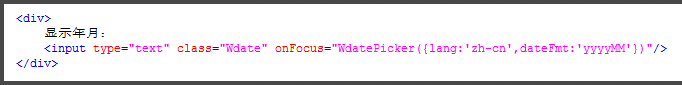 <div>
显示年月：
<input type="text" class="Wdate" onFocus="WdatePicker({lang:'zh-cn',dateFmt:'yyyyMM'})"/>
</div>